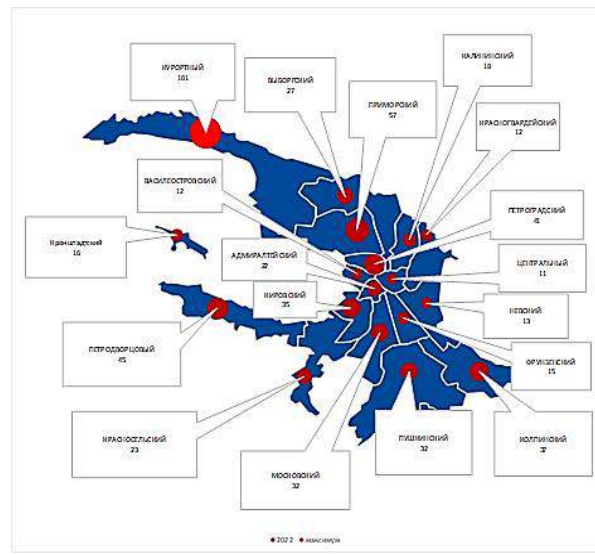 КУРОРТНЫЙ
101
ВЫБОРГСКИЙ
27
КАЛИНИНСКИЙ
18
ПРИМОРСКИЙ
57
КРАСНОГВАРДЕЙСКИЙ
12
ВАСИЛЕОСТРОВСКИЙ
12
ПЕТРОГРАДСКИЙ
41
Кронштадтский
16
АДМИРАЛТЕЙСКИЙ
22
ЦЕНТРАЛЬНЫЙ
11
КИРОВСКИЙ
35
НЕВСКИЙ
13
ПЕТРОДВОРЦОВЫЙ
45
ФРУНЗЕНСКИЙ
15
КРАСНОСЕЛЬСКИЙ
23
МОСКОВСКИЙ
32
ПУШКИНСКИЙ
32
КОЛПИНСКИЙ
37
2022 максимум